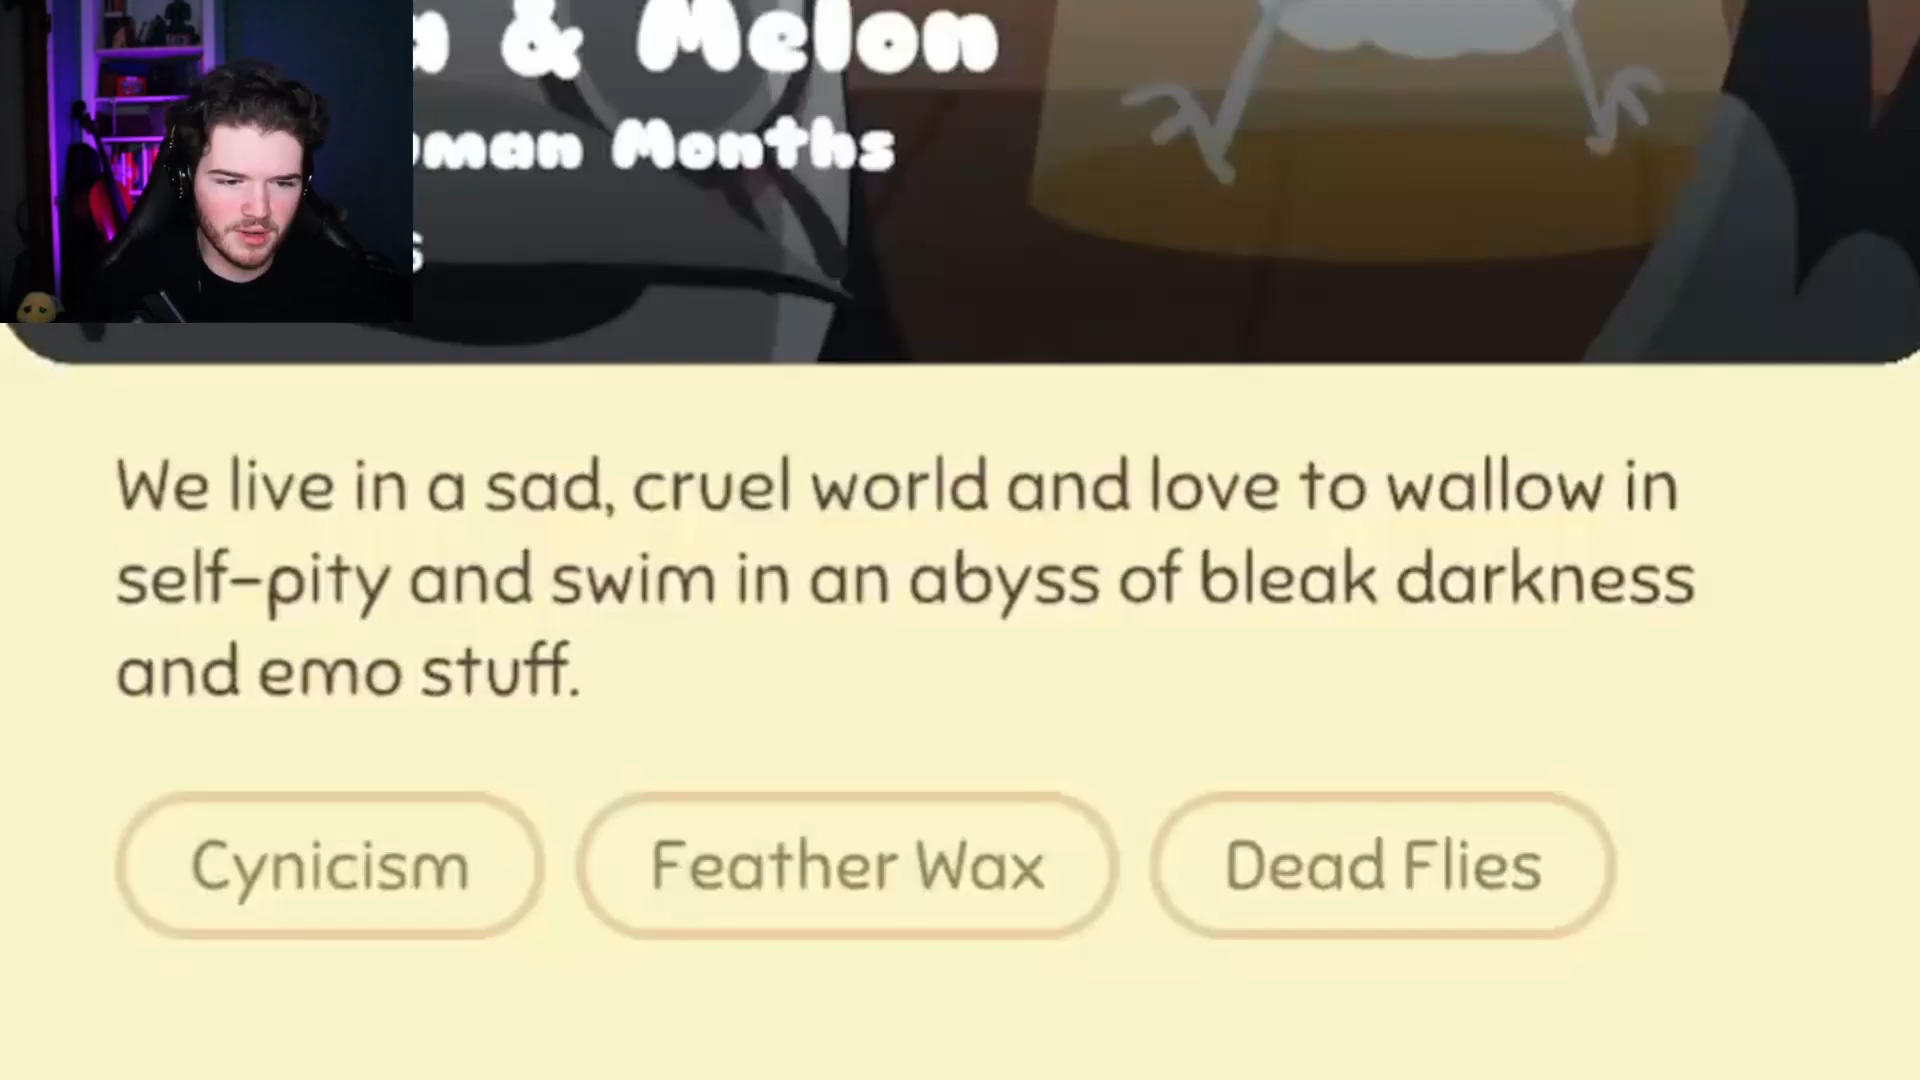 & Melon
Months
We live in a sad, cruel world and love to wallow in
self-pity and swim in an abyss of bleak darkness
and emo stuff.
Cynicism
Feather Wax
Dead Flies